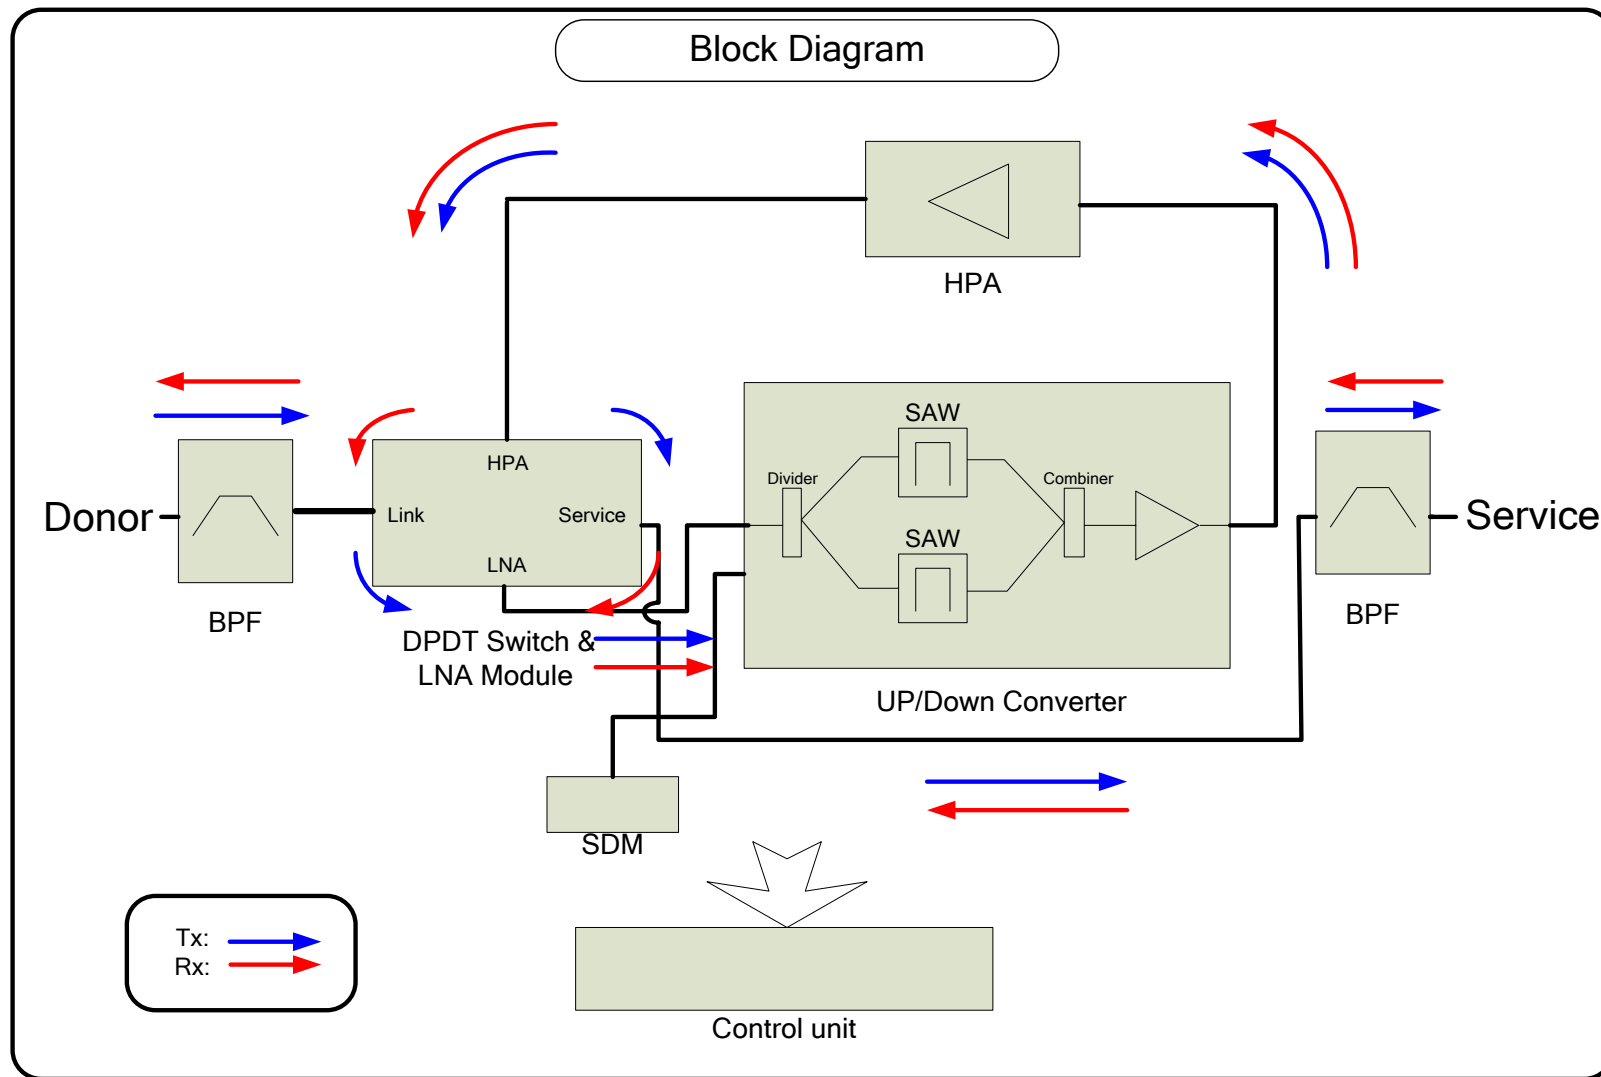 Block Diagram
HPA
SAW
Divider
Combiner
HPA
Link
Service
LNA
Donor
Service
SAW
BPF
BPF
DPDT Switch &
LNA Module
UP/Down Converter
SDM
Tx:
Rx:
Control unit